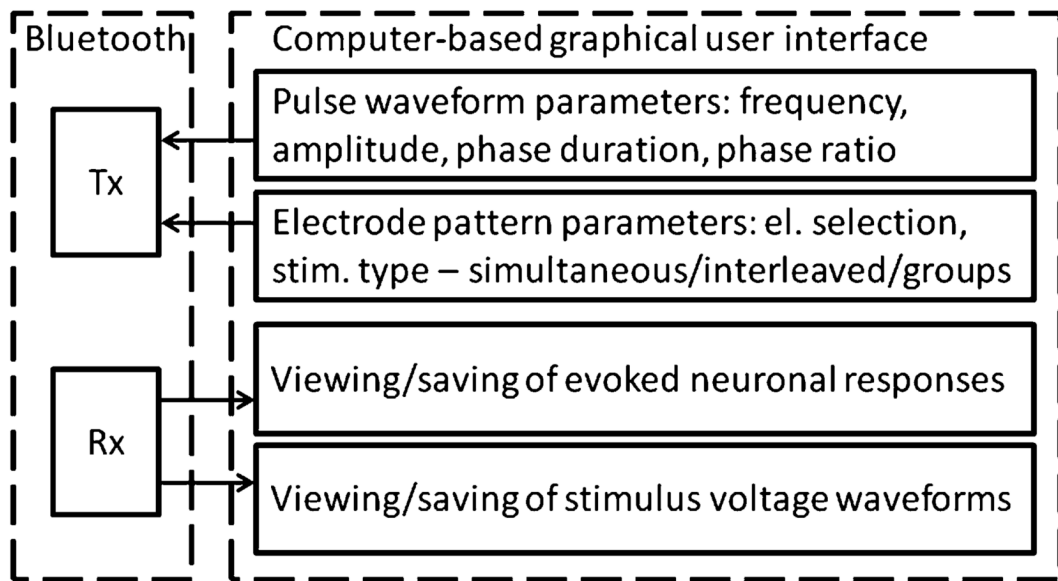 Bluetooth
Computer-based graphical user interface
Tx
Pulse waveform parameters: frequency,
amplitude, phase duration, phase ratio
Electrode pattern parameters: el. selection,
stim. type – simultaneous/interleaved/groups
Rx
Viewing/saving of evoked neuronal responses
Viewing/saving of stimulus voltage waveforms